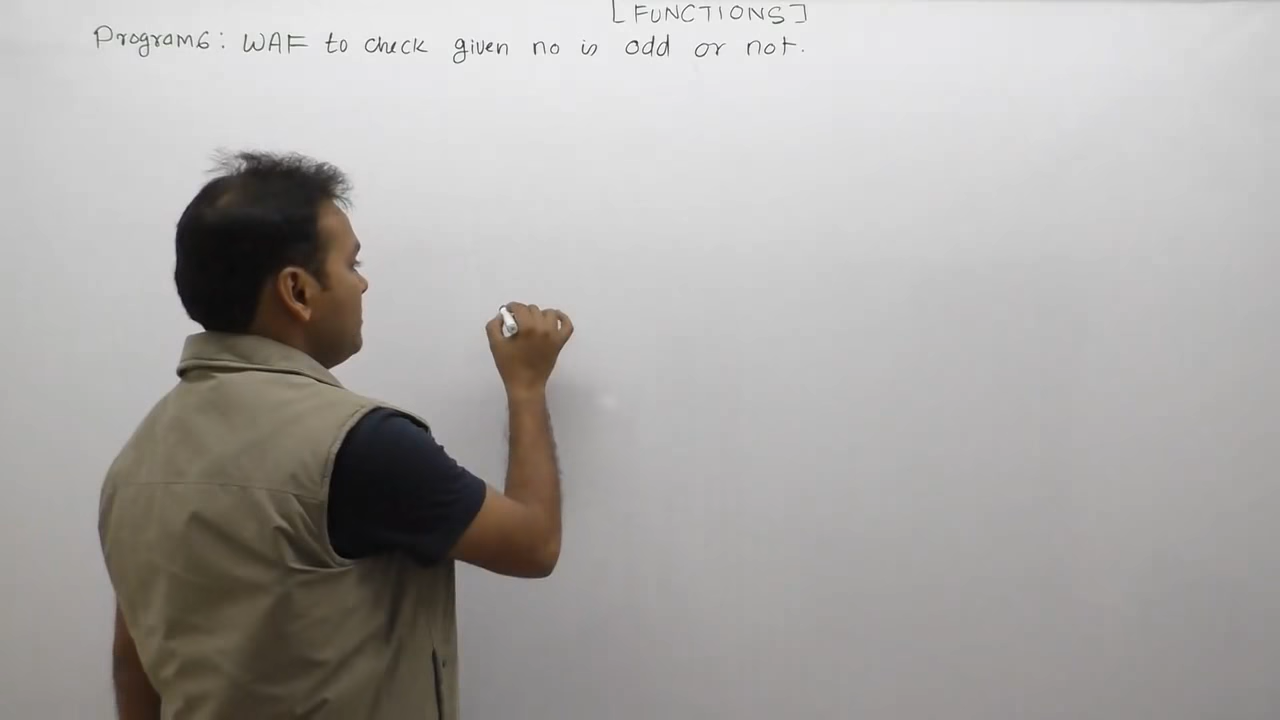 [FUNCTIONS]
Program6: WAF to check given no is odd or not.